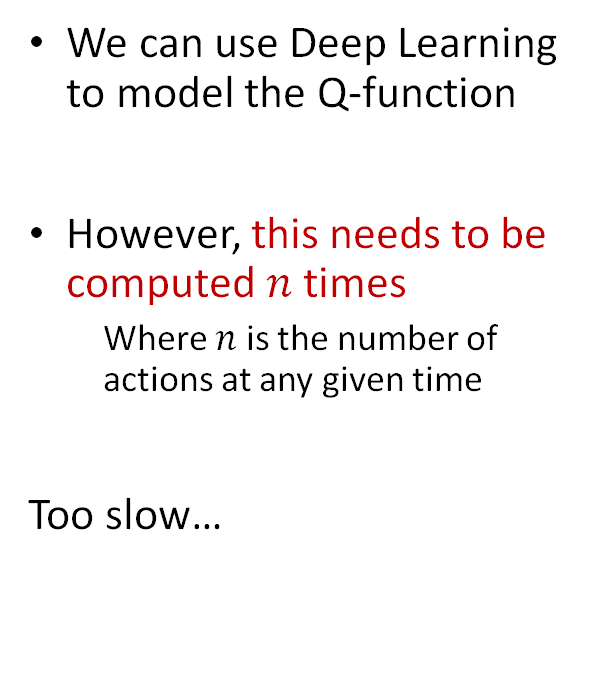 • We can use Deep Learning
to model the Q-function
• However, this needs to be
computed n times
Where n is the number of
actions at any given time
Too slow…